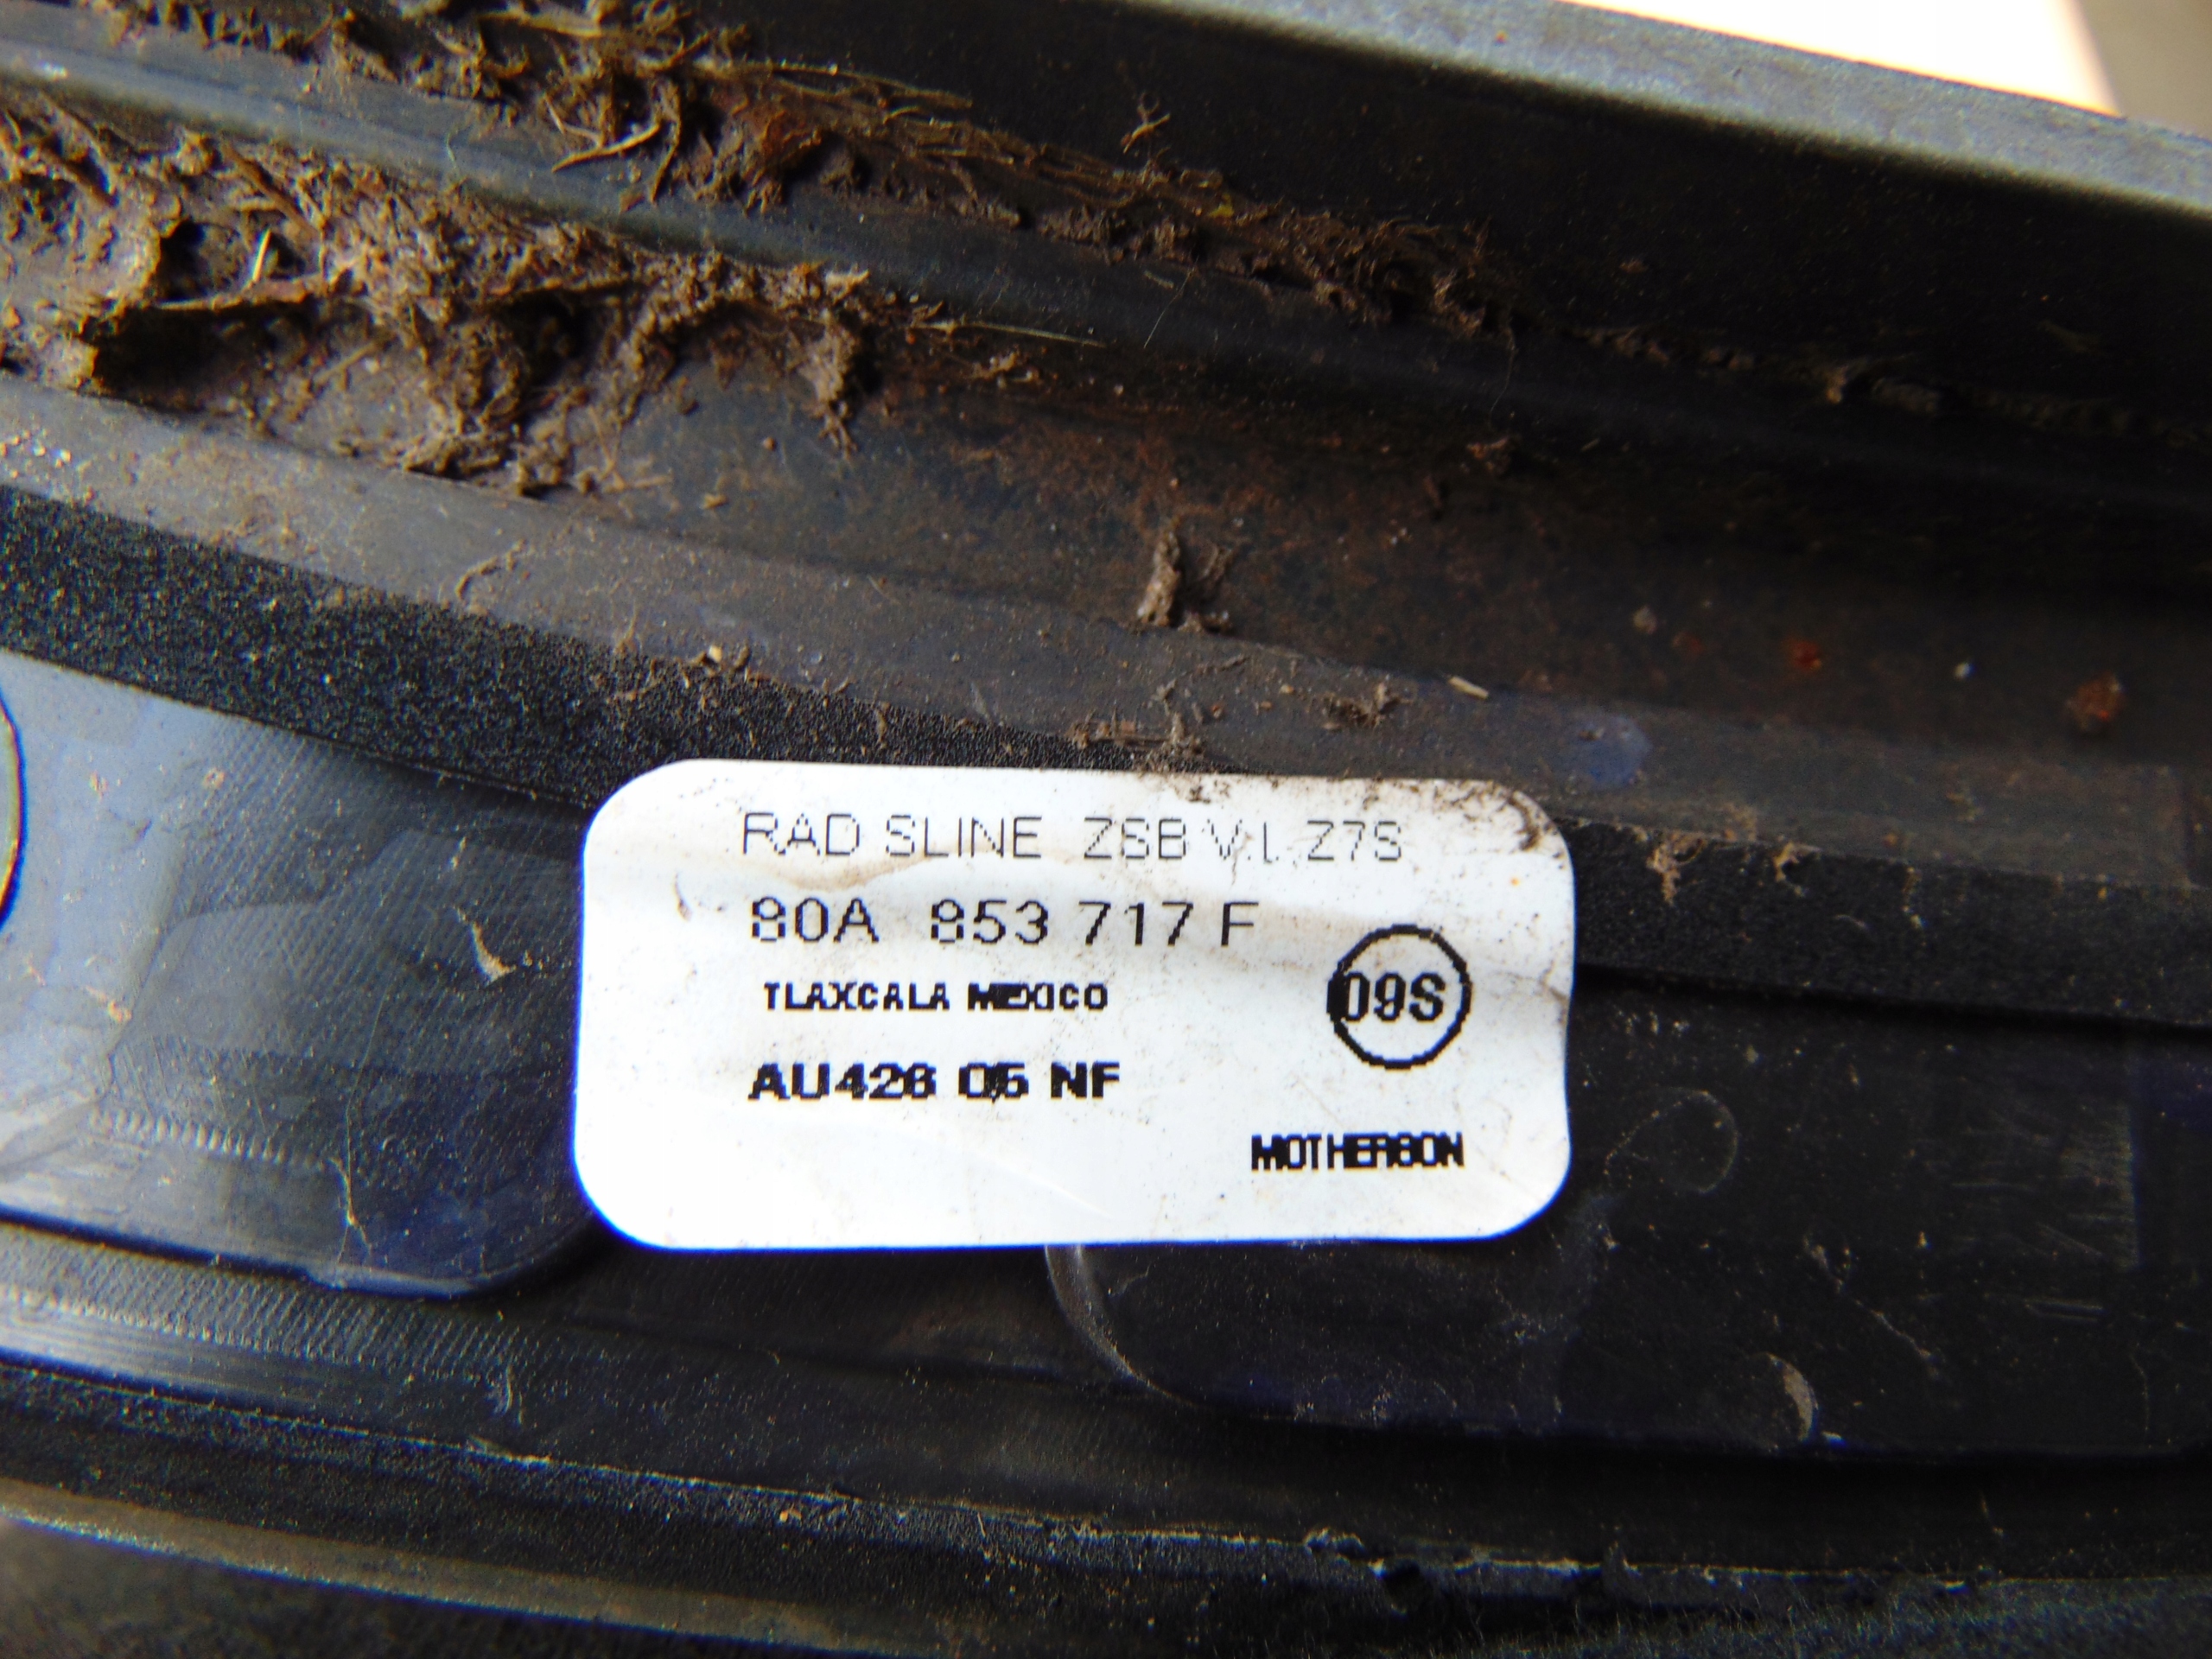 RAD SLINE ZSB V.L Z7S
80A 853 717 F
TLAXCALA MEXICO
09S
AU426 05 NF
MOTHERSON